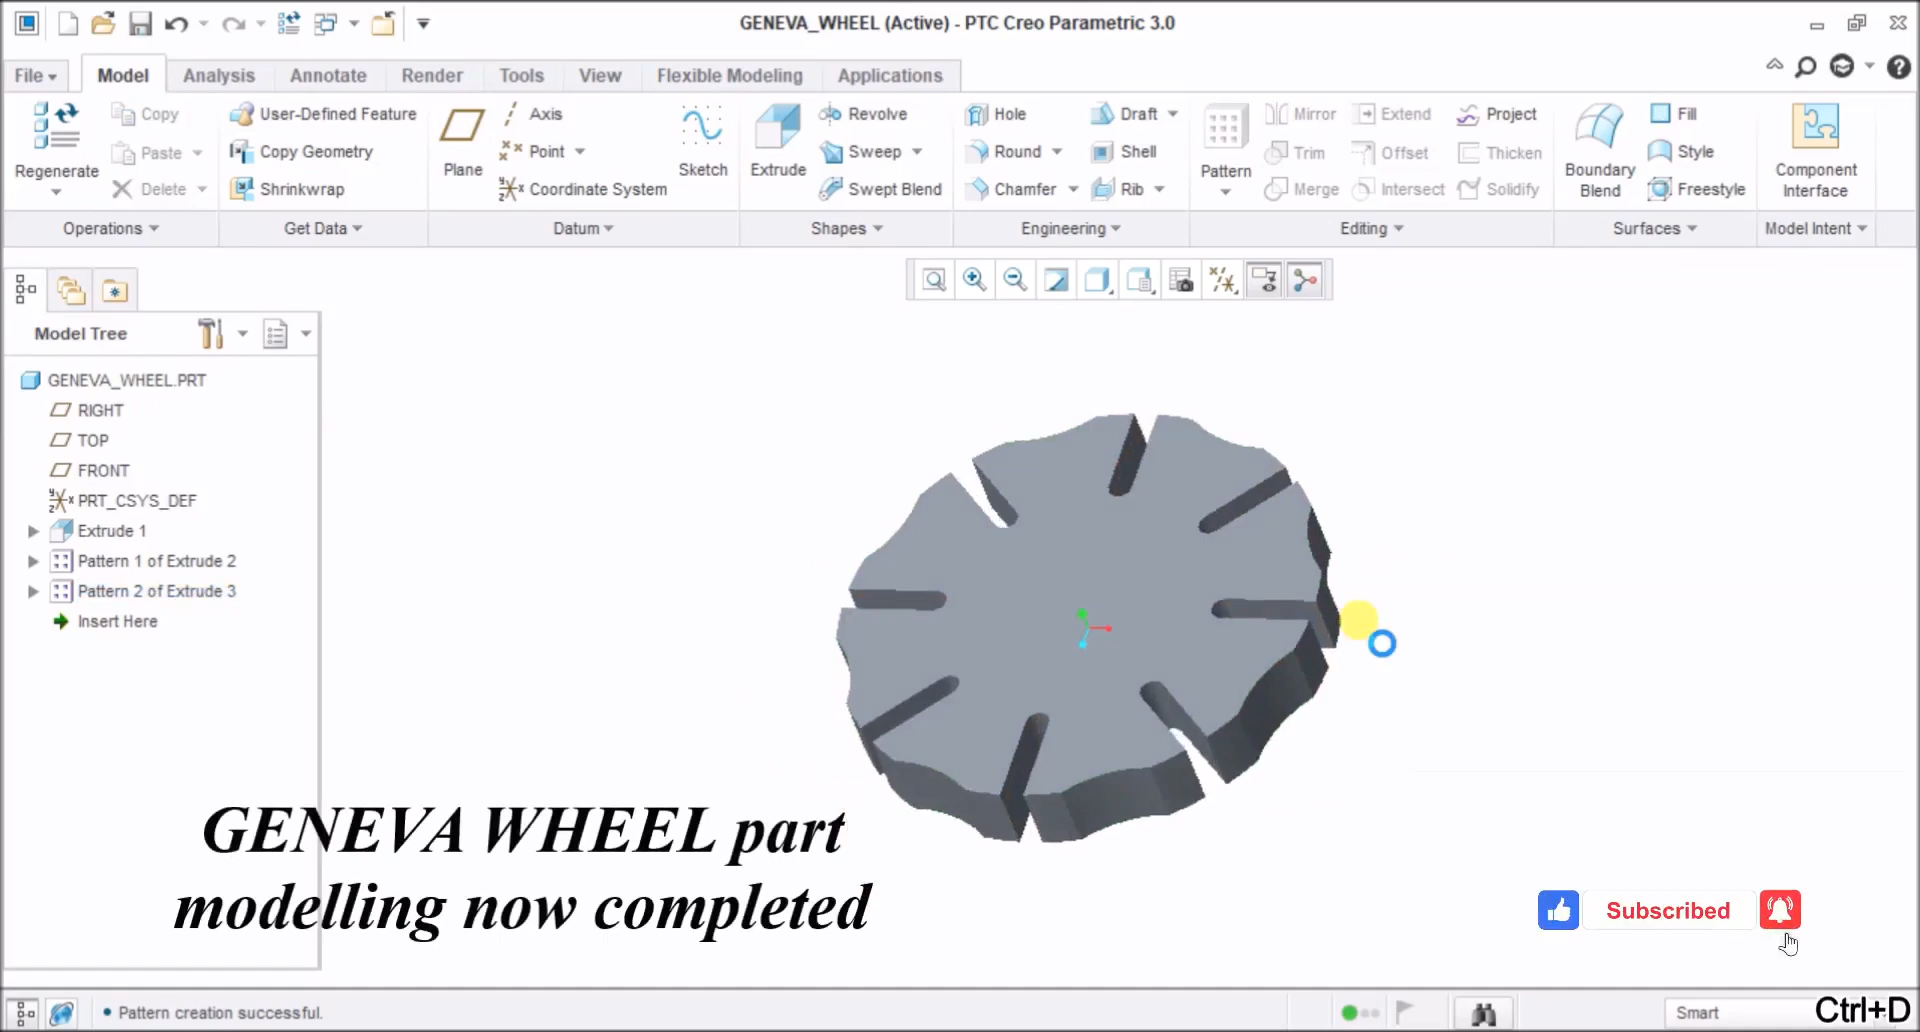 GENEVA_WHEEL (Active) - PTC Creo Parametric 3.0
File Model Analysis Annotate Render Tools View Flexible Modeling Applications
Regenerate
Copy
Paste
Delete
Operations
User-Defined Feature
Copy Geometry
Shrinkwrap
Get Data
Plane
Axis
Point
Coordinate System
Sketch
Datum
Extrude
Revolve
Sweep
Swept Blend
Shapes
Hole
Round
Chamfer
Draft
Shell
Rib
Engineering
Pattern
Mirror
Trim
Merge
Extend
Offset
Intersect
Project
Thicken
Solidify
Editing
Boundary
Blend
Fill
Style
Freestyle
Surfaces
Component
Interface
Model Intent
Model Tree
GENEVA_WHEEL.PRT
RIGHT
TOP
FRONT
PRT_CSYS_DEF
Extrude 1
Pattern 1 of Extrude 2
Pattern 2 of Extrude 3
Insert Here
GENEVA WHEEL part
modelling now completed
Subscribed
Pattern creation successful.
Smart
Ctrl+D